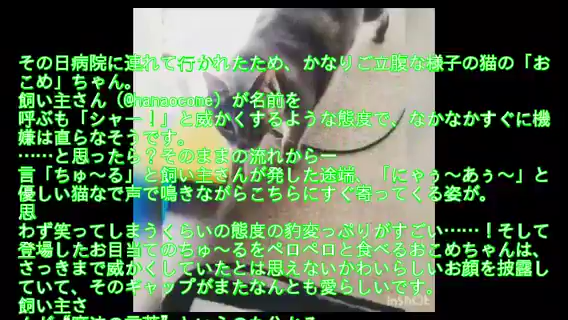 その日病院に連れて行かれたため、かなりご立腹な様子の猫の「お
こめ」ちゃん。
飼い主さん（@nanaocome）が名前を
呼ぶも「シャー！」と威かくするような態度で、なかなかすぐに機
嫌は直らなそうです。
……と思ったら？そのままの流れから一
言「ちゅ〜る」と飼い主さんが発した途端、「にゃぅ〜あぅ〜」と
優しい猫なで声で鳴きながらこちらにすぐ寄ってくる姿が。
思
わず笑ってしまうくらいの態度の豹変っぷりがすごい……！そして
登場したお目当てのちゅ〜るをペロペロと食べるおこめちゃんは、
さっきまで威かくしていたとは思えないかわいらしいお顔を披露し
ていて、そのギャップがまたなんとも愛らしいです。
飼い主さ